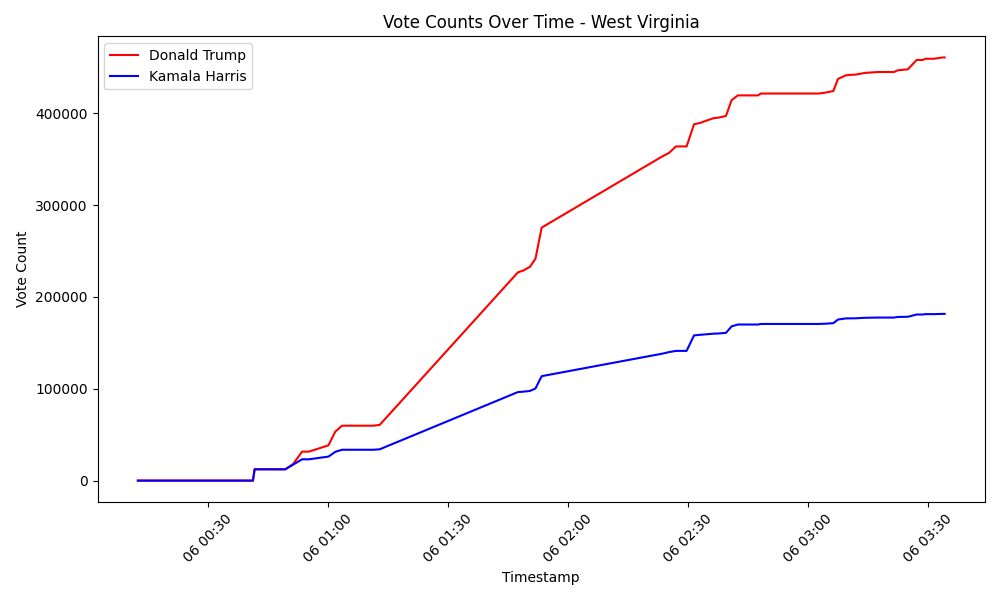 Vote Counts Over Time - West Virginia
Donald Trump
Kamala Harris
Vote Count
400000
300000
200000
100000
0
06 00:30
06 01:00
06 01:30
06 02:00
06 02:30
06 03:00
06 03:30
Timestamp